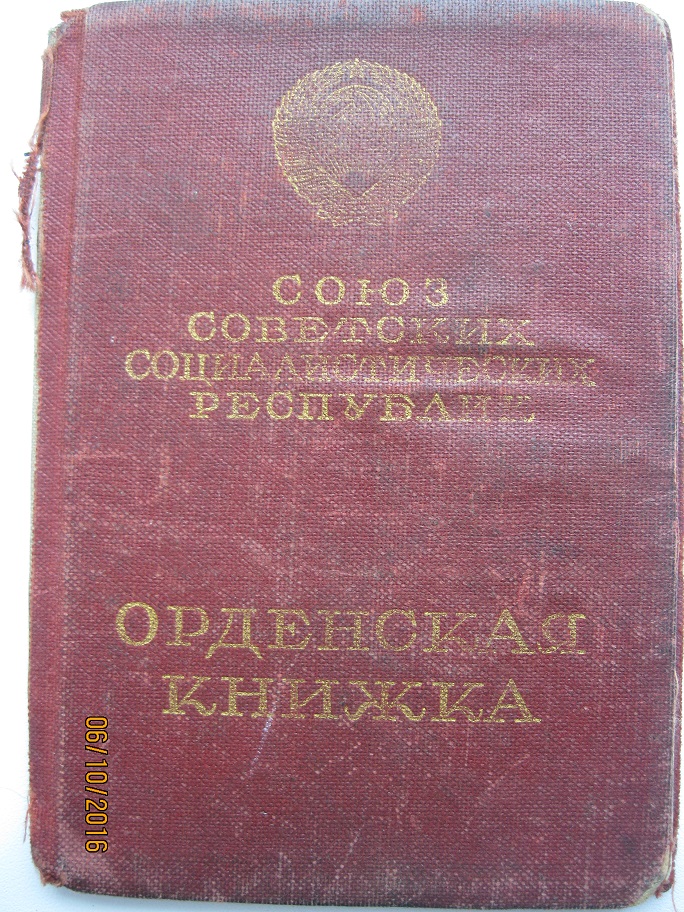 СОЮЗ
СОВЕТСКИХ
СОЦИАЛИСТИЧЕСКИХ
РЕСПУБЛИК
ОРДЕНСКАЯ
КНИЖКА
06/10/2016